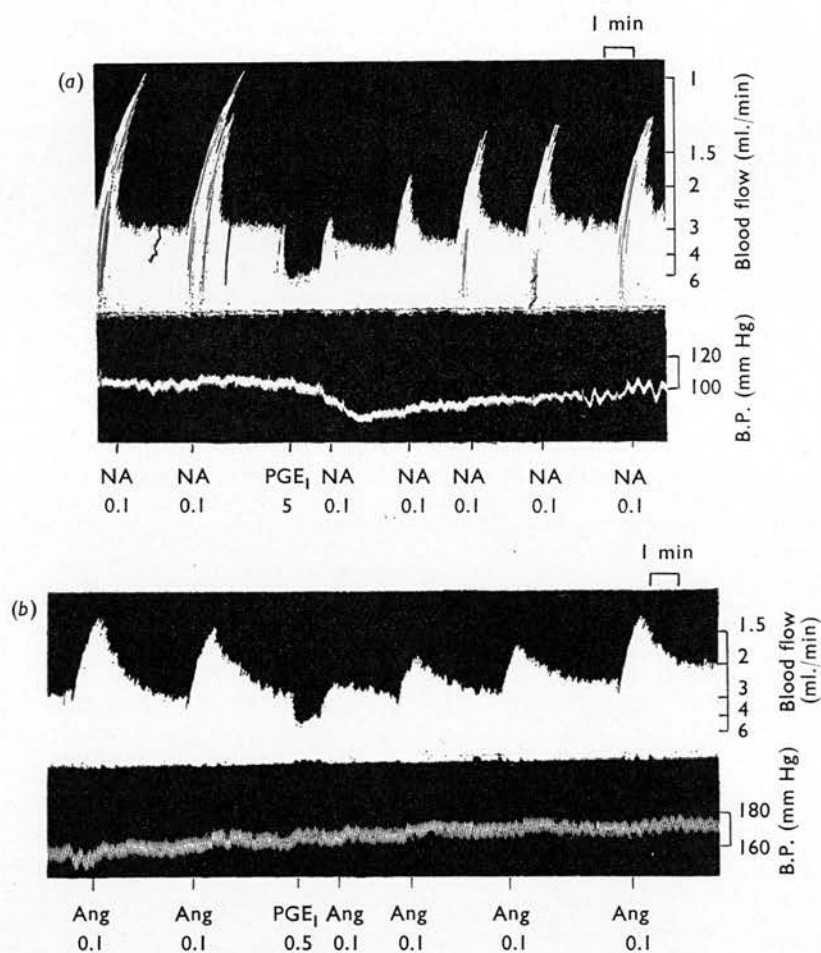 1 min
(a)
1
1.5
2
3
4
6
Blood flow (ml./min)
120
100
B.P. (mm Hg)
NA NA PGE1 NA NA NA NA NA
0.1 0.1 5 0.1 0.1 0.1 0.1 0.1
1 min
(b)
1.5
2
3
4
6
Blood flow
(ml./min)
180
160
B.P. (mm Hg)
Ang Ang PGE1 Ang Ang Ang Ang
0.1 0.1 0.5 0.1 0.1 0.1 0.1